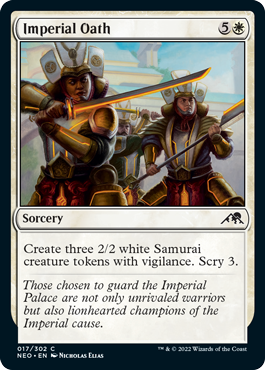 Imperial Oath 5
Sorcery
Create three 2/2 white Samurai
creature tokens with vigilance. Scry 3.
Those chosen to guard the Imperial
Palace are not only unrivaled warriors
but also lionhearted champions of the
Imperial cause.
017/302 C
NEO • EN Nicholas Elias
™ & © 2022 Wizards of the Coast